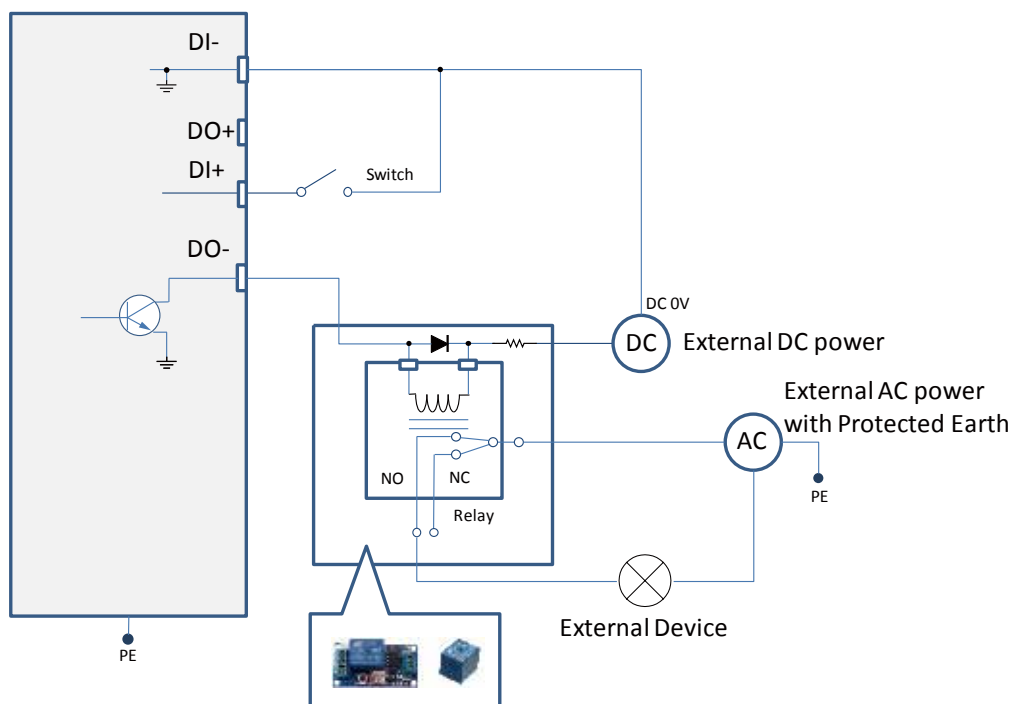 DI-
DO+
DI+
Switch
DO-
DC 0V
DC
External DC power
External AC power
with Protected Earth
AC
NO
NC
PE
Relay
External Device
PE